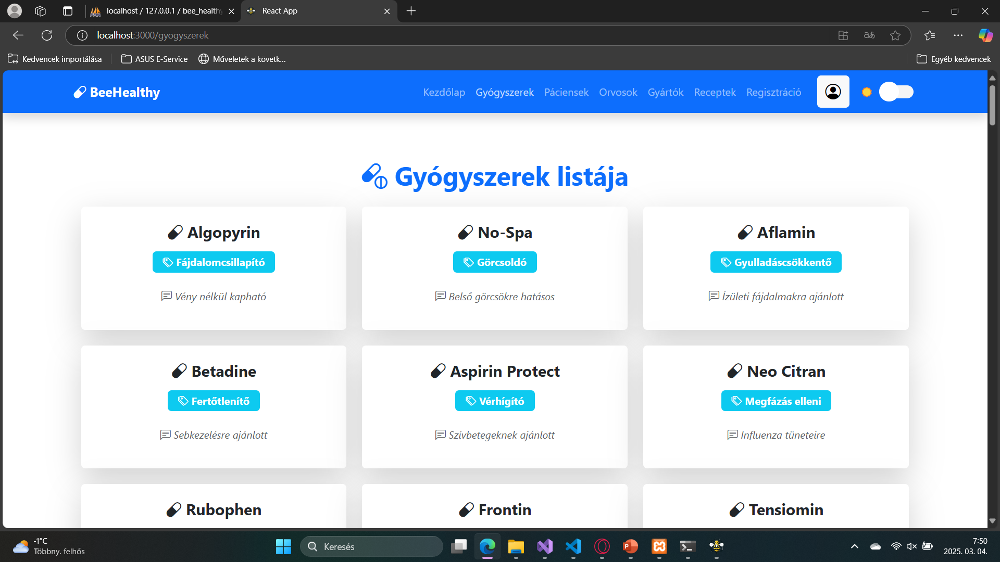 localhost / 127.0.0.1 / bee_healthy
React App
localhost:3000/gyogyszerek
Kedvencek importálása
ASUS E-Service
Műveletek a követk...
Egyéb kedvencek
BeeHealthy
Kezdőlap
Gyógyszerek
Páciensek
Orvosok
Gyártók
Receptek
Regisztráció
Gyógyszerek listája
Algopyrin
Fájdalomcsillapító
Vény nélkül kapható
No-Spa
Görcsoldó
Belső görcsökre hatásos
Aflamin
Gyulladáscsökkentő
Ízületi fájdalmakra ajánlott
Betadine
Fertőtlenítő
Sebkezelésre ajánlott
Aspirin Protect
Vérhígító
Szívbetegeknek ajánlott
Neo Citran
Megfázás elleni
Influenza tüneteire
Rubophen
Frontin
Tensiomin
-1°C
Többny. felhős
Keresés
7:50
2025. 03. 04.